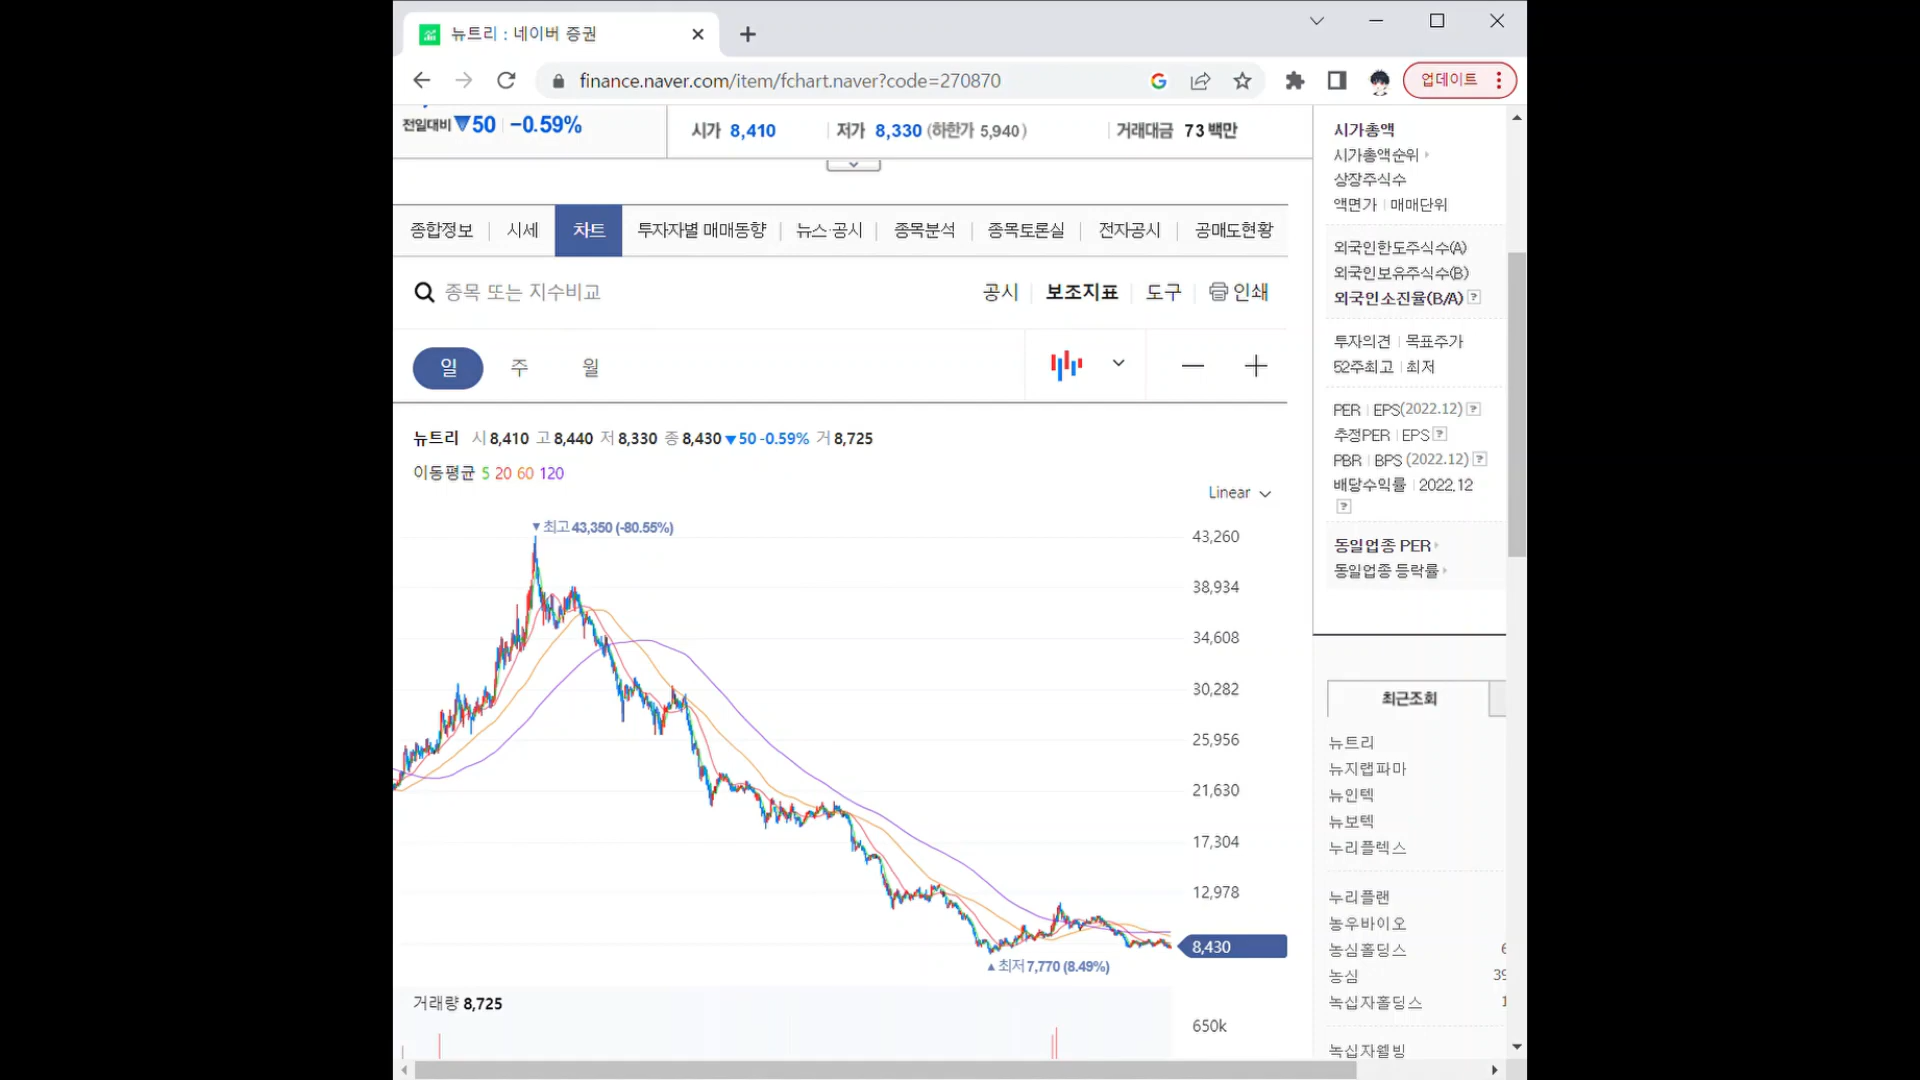 뉴트리 : 네이버 증권
finance.naver.com/item/fchart.naver?code=270870
업데이트
전일대비 ▼50 -0.59%
시가 8,410 저가 8,330 (하한가 5,940) 거래대금 73 백만
종합정보 시세 차트 투자자별 매매동향 뉴스·공시 종목분석 종목토론실 전자공시 공매도현황
종목 또는 지수비교
공시 보조지표 도구 인쇄
일 주 월
뉴트리 시 8,410 고 8,440 저 8,330 종 8,430 ▼50 -0.59% 거 8,725
이동평균 5 20 60 120
Linear
▼최고 43,350 (-80.55%)
43,260
38,934
34,608
30,282
25,956
21,630
17,304
12,978
8,430
▲최저 7,770 (8.49%)
거래량 8,725
650k
시가총액
시가총액순위
상장주식수
액면가 매매단위
외국인한도주식수(A)
외국인보유주식수(B)
외국인소진율(B/A) ?
투자의견 목표주가
52주최고 최저
PER EPS(2022.12) ?
추정PER EPS ?
PBR BPS (2022.12) ?
배당수익률 2022.12
?
동일업종 PER
동일업종 등락률
최근조회
뉴트리
뉴지랩파마
뉴인텍
뉴보텍
누리플렉스
누리플랜
농우바이오
농심홀딩스 6
농심 39
녹십자홀딩스 1
녹십자웰빙